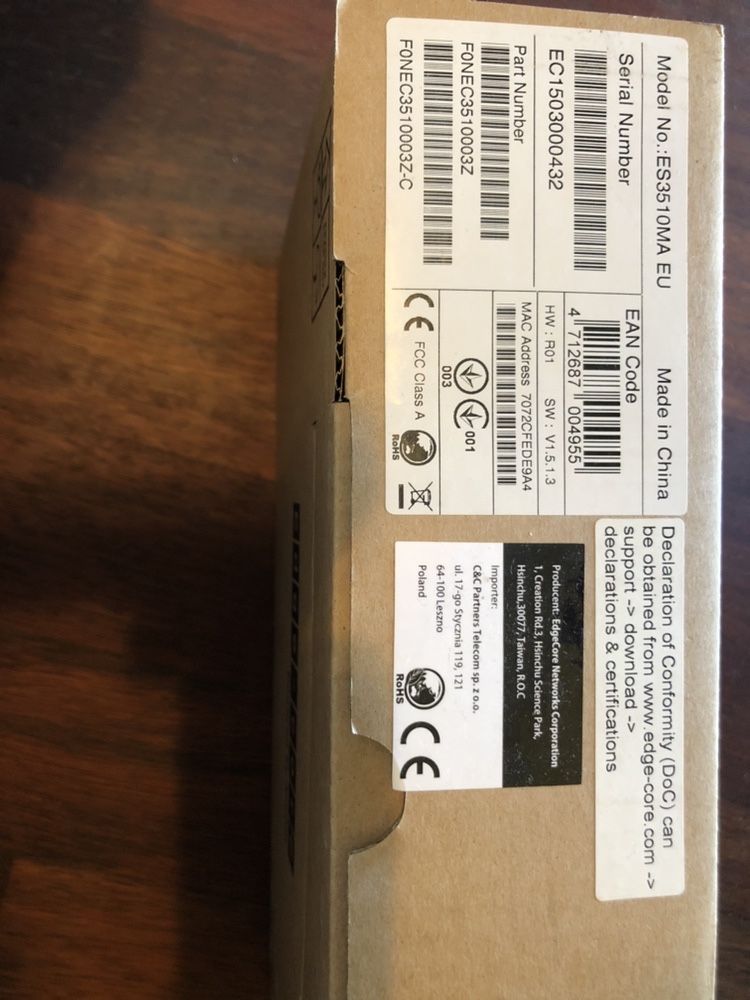 Model No.:ES3510MA EU
Made in China
Serial Number
EC1503000432
Part Number
F0NEC3510003Z
F0NEC3510003Z-C
EAN Code
4 712687 004955
HW : R01 SW : V1.5.1.3
MAC Address 7072CFEDE9A4
003
001
CE FCC Class A
RoHS
Declaration of Conformity (DoC) can
be obtained from www.edge-core.com ->
support -> download ->
declarations & certifications
Producent: EdgeCore Networks Corporation
1, Creation Rd.3, Hsinchu Science Park,
Hsinchu,30077, Taiwan, R.O.C
Importer:
C&C Partners Telecom sp. z o.o.
ul. 17-go Stycznia 119, 121
64-100 Leszno
Poland
RoHS
CE